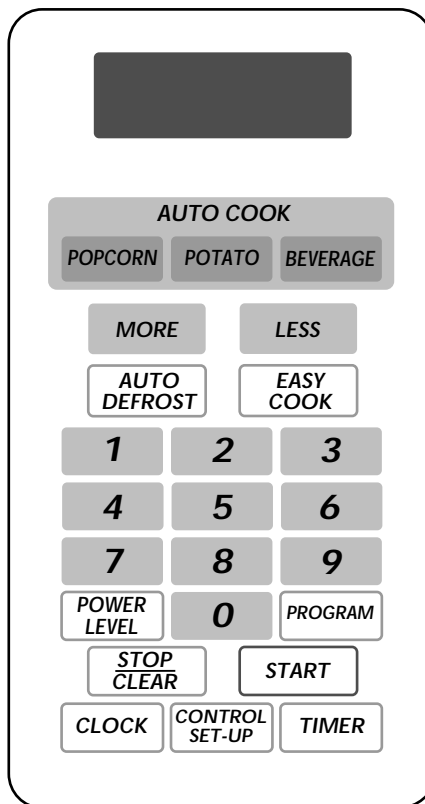 AUTO COOK
POPCORN POTATO BEVERAGE
MORE LESS
AUTO
DEFROST
EASY
COOK
1 2 3
4 5 6
7 8 9
POWER
LEVEL
0
PROGRAM
STOP
CLEAR
START
CLOCK
CONTROL
SET-UP
TIMER